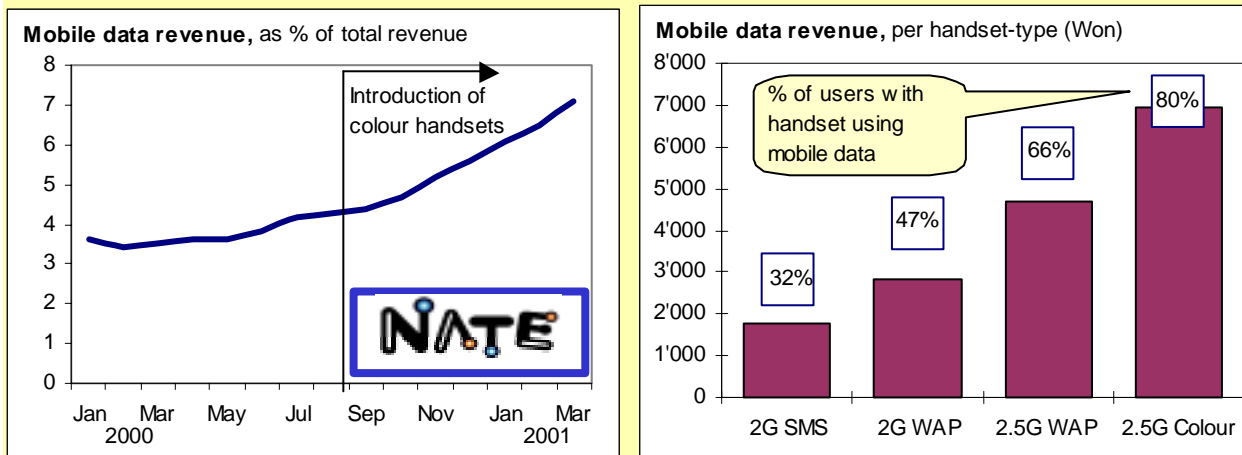 Mobile data revenue, as % of total revenue
8
7
6
5
4
3
2
1
0
Introduction of
colour handsets
NATE
Jan Mar May Jul Sep Nov Jan Mar
2000 2001
Mobile data revenue, per handset-type (Won)
8'000
7'000
6'000
5'000
4'000
3'000
2'000
1'000
0
% of users with
handset using
mobile data
32%
47%
66%
80%
2G SMS 2G WAP 2.5G WAP 2.5G Colour